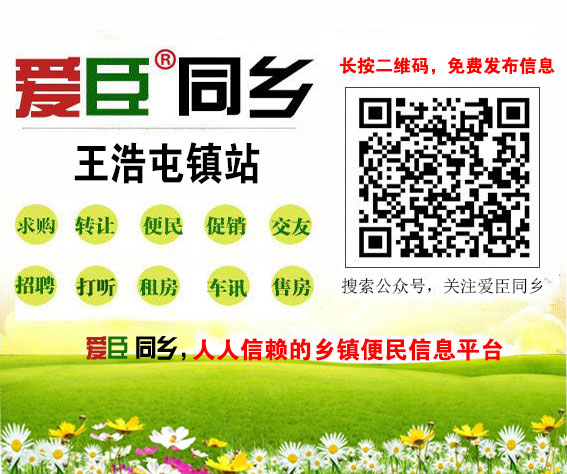 爱臣®同乡
王浩屯镇站
求购 转让 便民 促销 交友
招聘 打听 租房 车讯 售房
长按二维码，免费发布信息
搜索公众号，关注爱臣同乡
爱臣同乡，人人信赖的乡镇便民信息平台